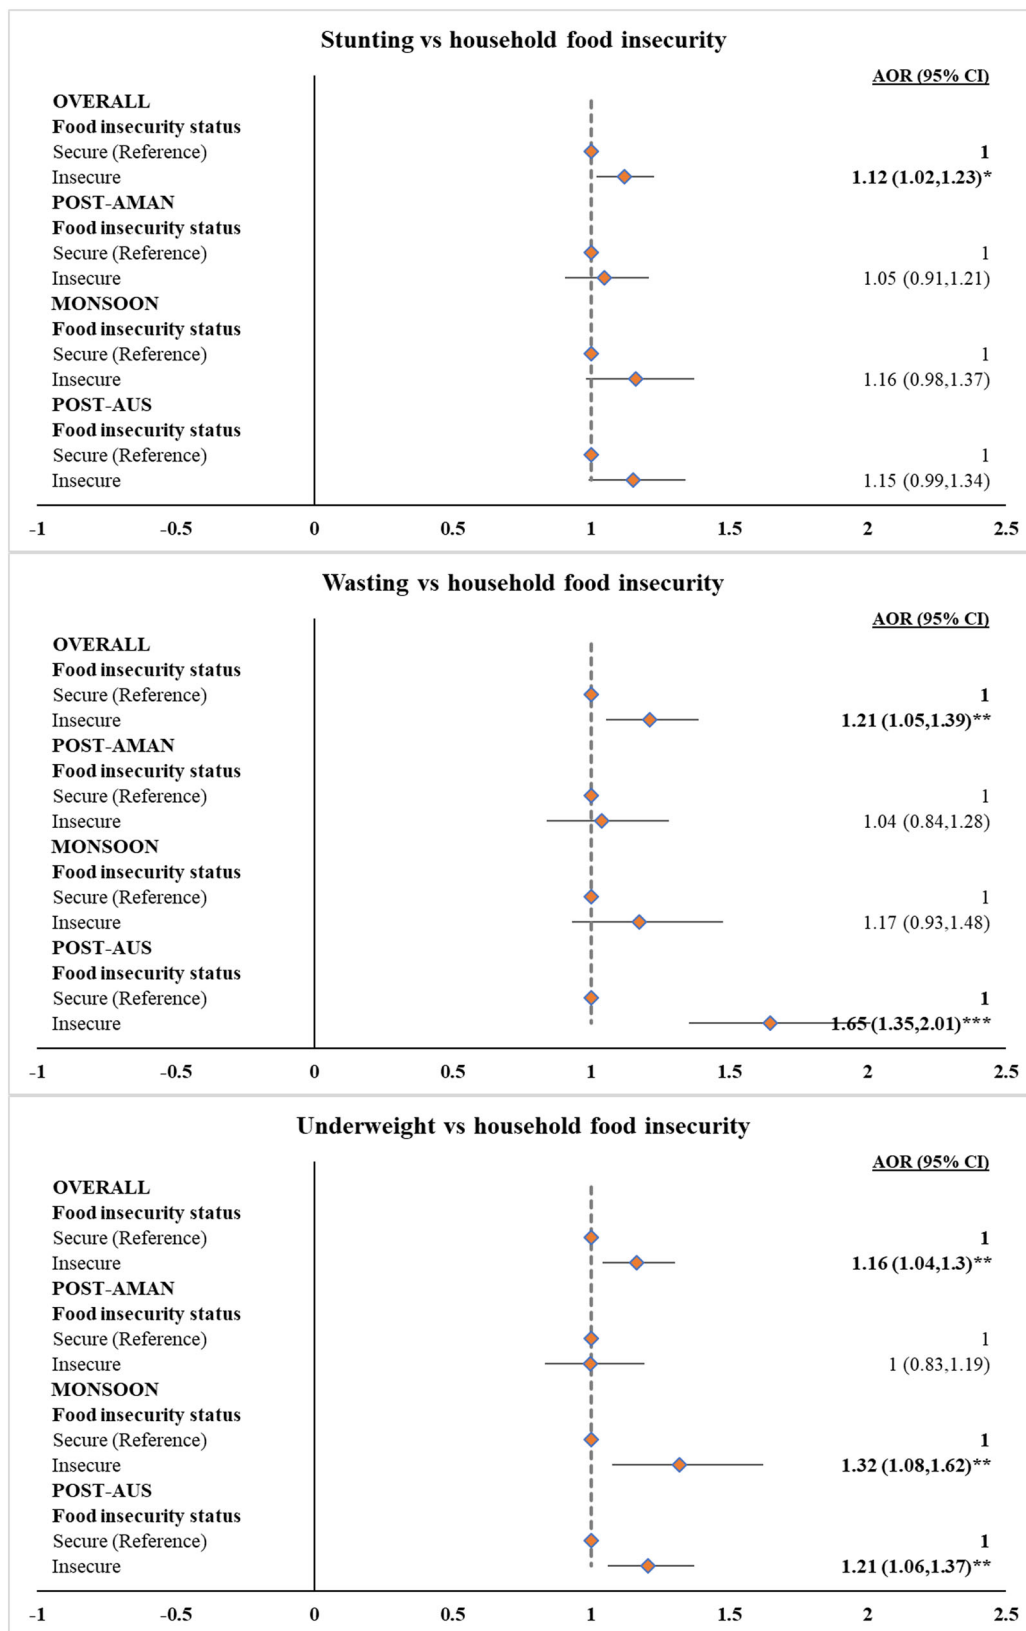 Stunting vs household food insecurity
AOR (95% CI)
OVERALL
Food insecurity status
Secure (Reference) 1
Insecure 1.12 (1.02,1.23)*
POST-AMAN
Food insecurity status
Secure (Reference) 1
Insecure 1.05 (0.91,1.21)
MONSOON
Food insecurity status
Secure (Reference) 1
Insecure 1.16 (0.98,1.37)
POST-AUS
Food insecurity status
Secure (Reference) 1
Insecure 1.15 (0.99,1.34)
-1 -0.5 0 0.5 1 1.5 2 2.5
Wasting vs household food insecurity
AOR (95% CI)
OVERALL
Food insecurity status
Secure (Reference) 1
Insecure 1.21 (1.05,1.39)**
POST-AMAN
Food insecurity status
Secure (Reference) 1
Insecure 1.04 (0.84,1.28)
MONSOON
Food insecurity status
Secure (Reference) 1
Insecure 1.17 (0.93,1.48)
POST-AUS
Food insecurity status
Secure (Reference) 1
Insecure 1.65 (1.35,2.01)***
-1 -0.5 0 0.5 1 1.5 2 2.5
Underweight vs household food insecurity
AOR (95% CI)
OVERALL
Food insecurity status
Secure (Reference) 1
Insecure 1.16 (1.04,1.3)**
POST-AMAN
Food insecurity status
Secure (Reference) 1
Insecure 1 (0.83,1.19)
MONSOON
Food insecurity status
Secure (Reference) 1
Insecure 1.32 (1.08,1.62)**
POST-AUS
Food insecurity status
Secure (Reference) 1
Insecure 1.21 (1.06,1.37)**
-1 -0.5 0 0.5 1 1.5 2 2.5